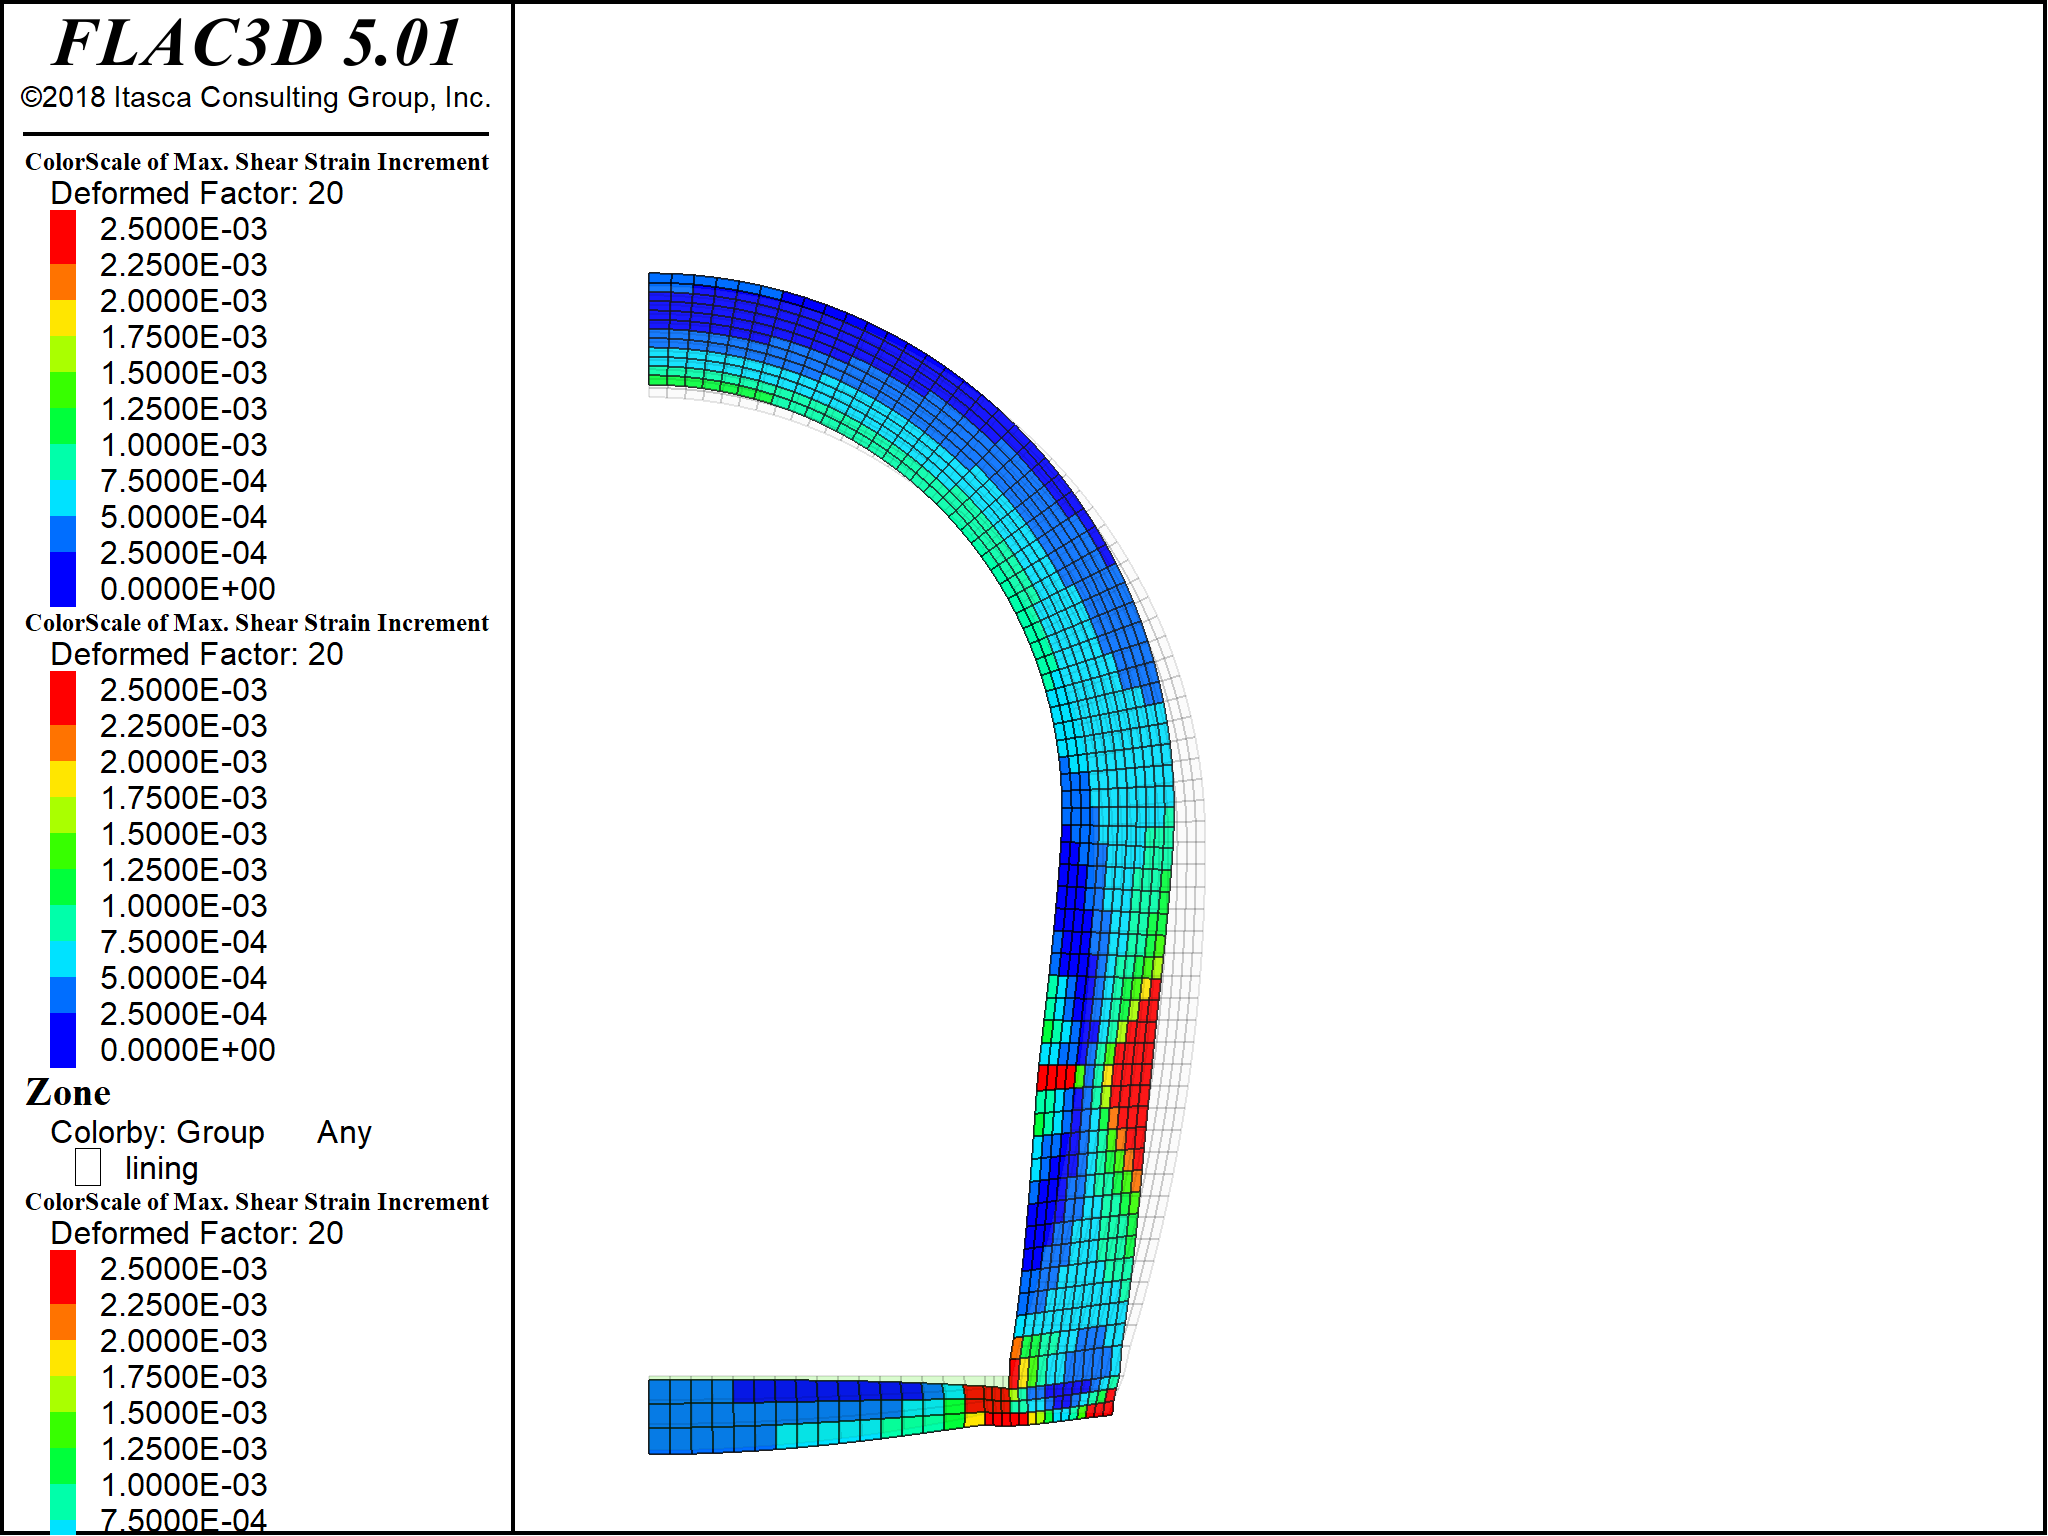 FLAC3D 5.01
©2018 Itasca Consulting Group, Inc.
ColorScale of Max. Shear Strain Increment
Deformed Factor: 20
2.5000E-03
2.2500E-03
2.0000E-03
1.7500E-03
1.5000E-03
1.2500E-03
1.0000E-03
7.5000E-04
5.0000E-04
2.5000E-04
0.0000E+00
ColorScale of Max. Shear Strain Increment
Deformed Factor: 20
2.5000E-03
2.2500E-03
2.0000E-03
1.7500E-03
1.5000E-03
1.2500E-03
1.0000E-03
7.5000E-04
5.0000E-04
2.5000E-04
0.0000E+00
Zone
Colorby: Group Any
lining
ColorScale of Max. Shear Strain Increment
Deformed Factor: 20
2.5000E-03
2.2500E-03
2.0000E-03
1.7500E-03
1.5000E-03
1.2500E-03
1.0000E-03
7.5000E-04